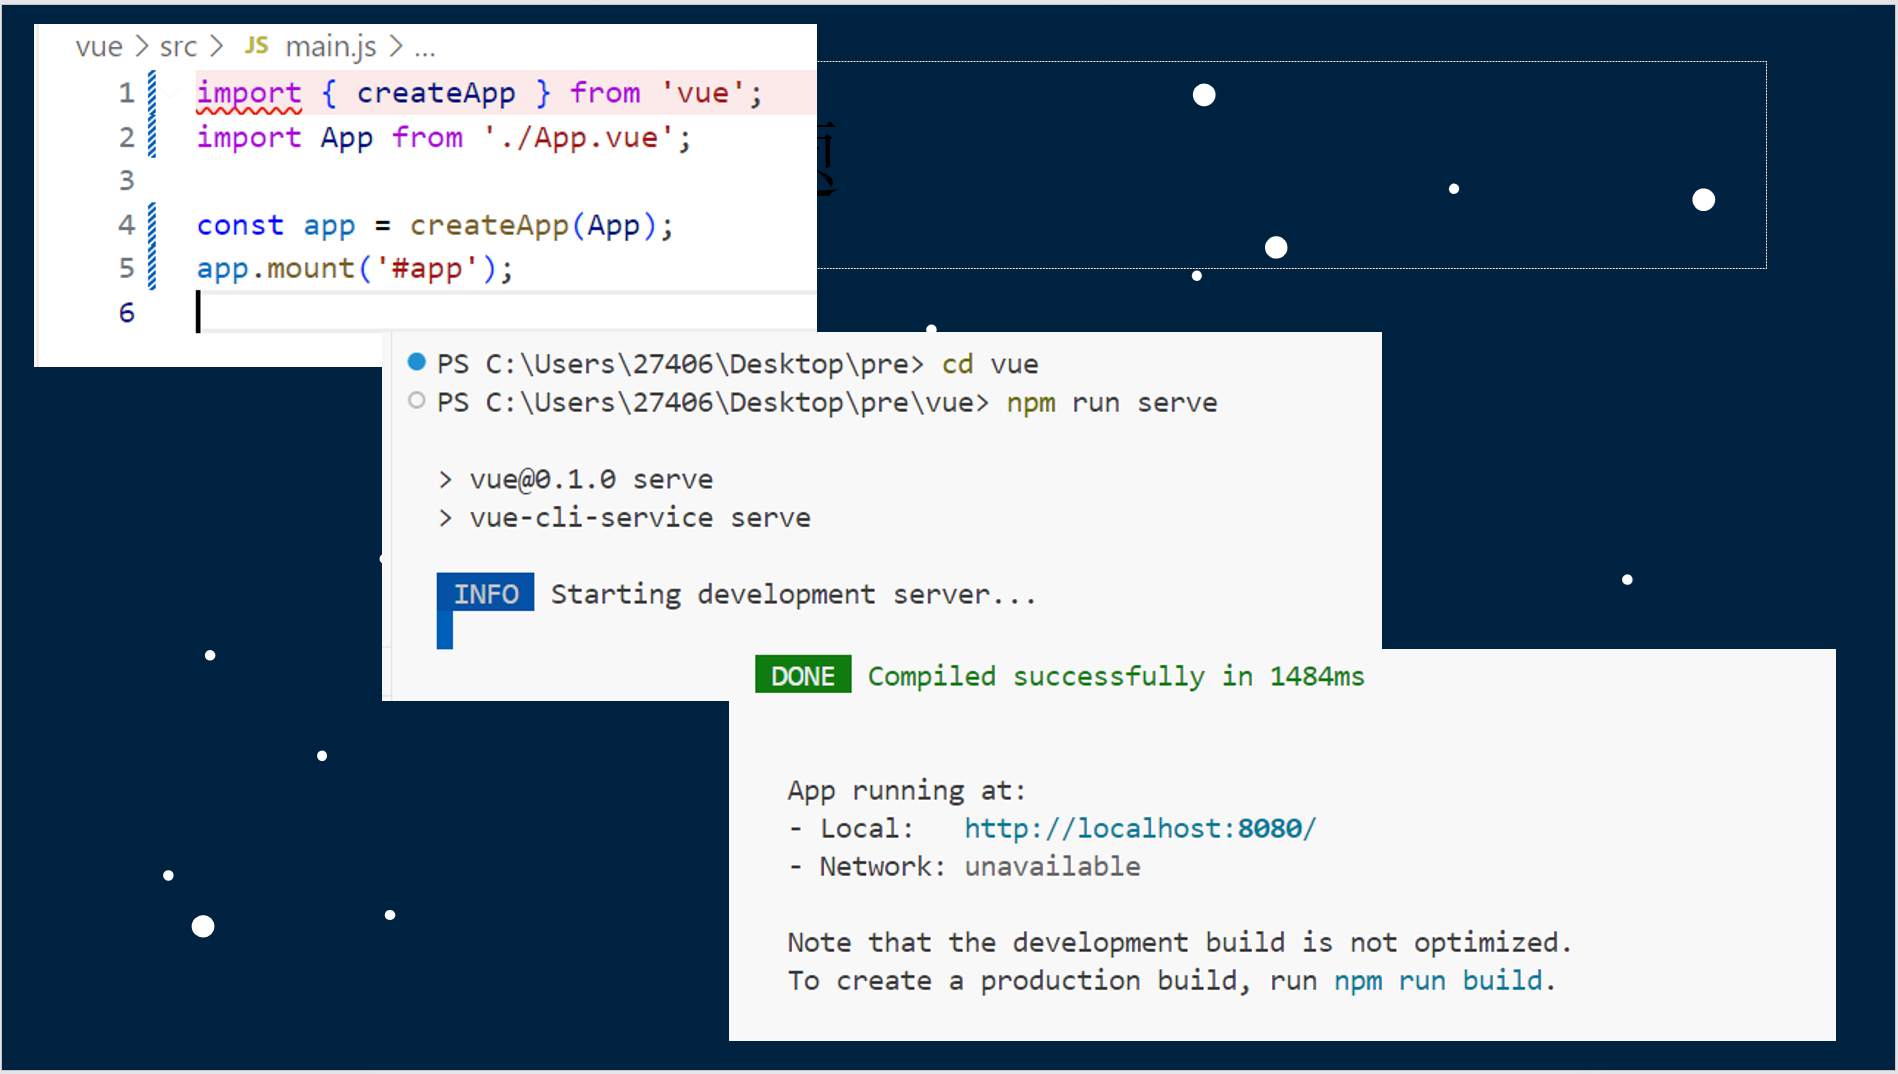 vue > src > JS main.js > ...
1 import { createApp } from 'vue';
2 import App from './App.vue';
3
4 const app = createApp(App);
5 app.mount('#app');
6
PS C:\Users\27406\Desktop\pre> cd vue
PS C:\Users\27406\Desktop\pre\vue> npm run serve
> vue@0.1.0 serve
> vue-cli-service serve
INFO Starting development server...
DONE Compiled successfully in 1484ms
App running at:
- Local: http://localhost:8080/
- Network: unavailable
Note that the development build is not optimized.
To create a production build, run npm run build.